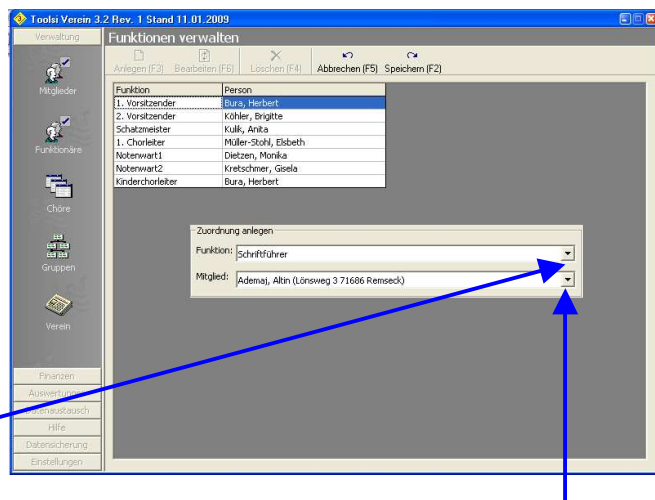 Toolsi Verein 3.2 Rev. 1 Stand 11.01.2009
Verwaltung
Funktionen verwalten
Anlegen (F3) Bearbeiten (F6) Löschen (F4) Abbrechen (F5) Speichern (F2)
Mitglieder
Funktionäre
Chöre
Gruppen
Verein
Funktion Person
1. Vorsitzender Bura, Herbert
2. Vorsitzender Köhler, Brigitte
Schatzmeister Kulik, Anita
1. Chorleiter Müller-Stohl, Elsbeth
Notenwart1 Dietzen, Monika
Notenwart2 Kretschmer, Gisela
Kinderchorleiter Bura, Herbert
Zuordnung anlegen
Funktion: Schriftführer
Mitglied: Ademaj, Altin (Lönsweg 3 71686 Remseck)
Finanzen
Auswertungen
Datenaustausch
Hilfe
Datensicherung
Einstellungen